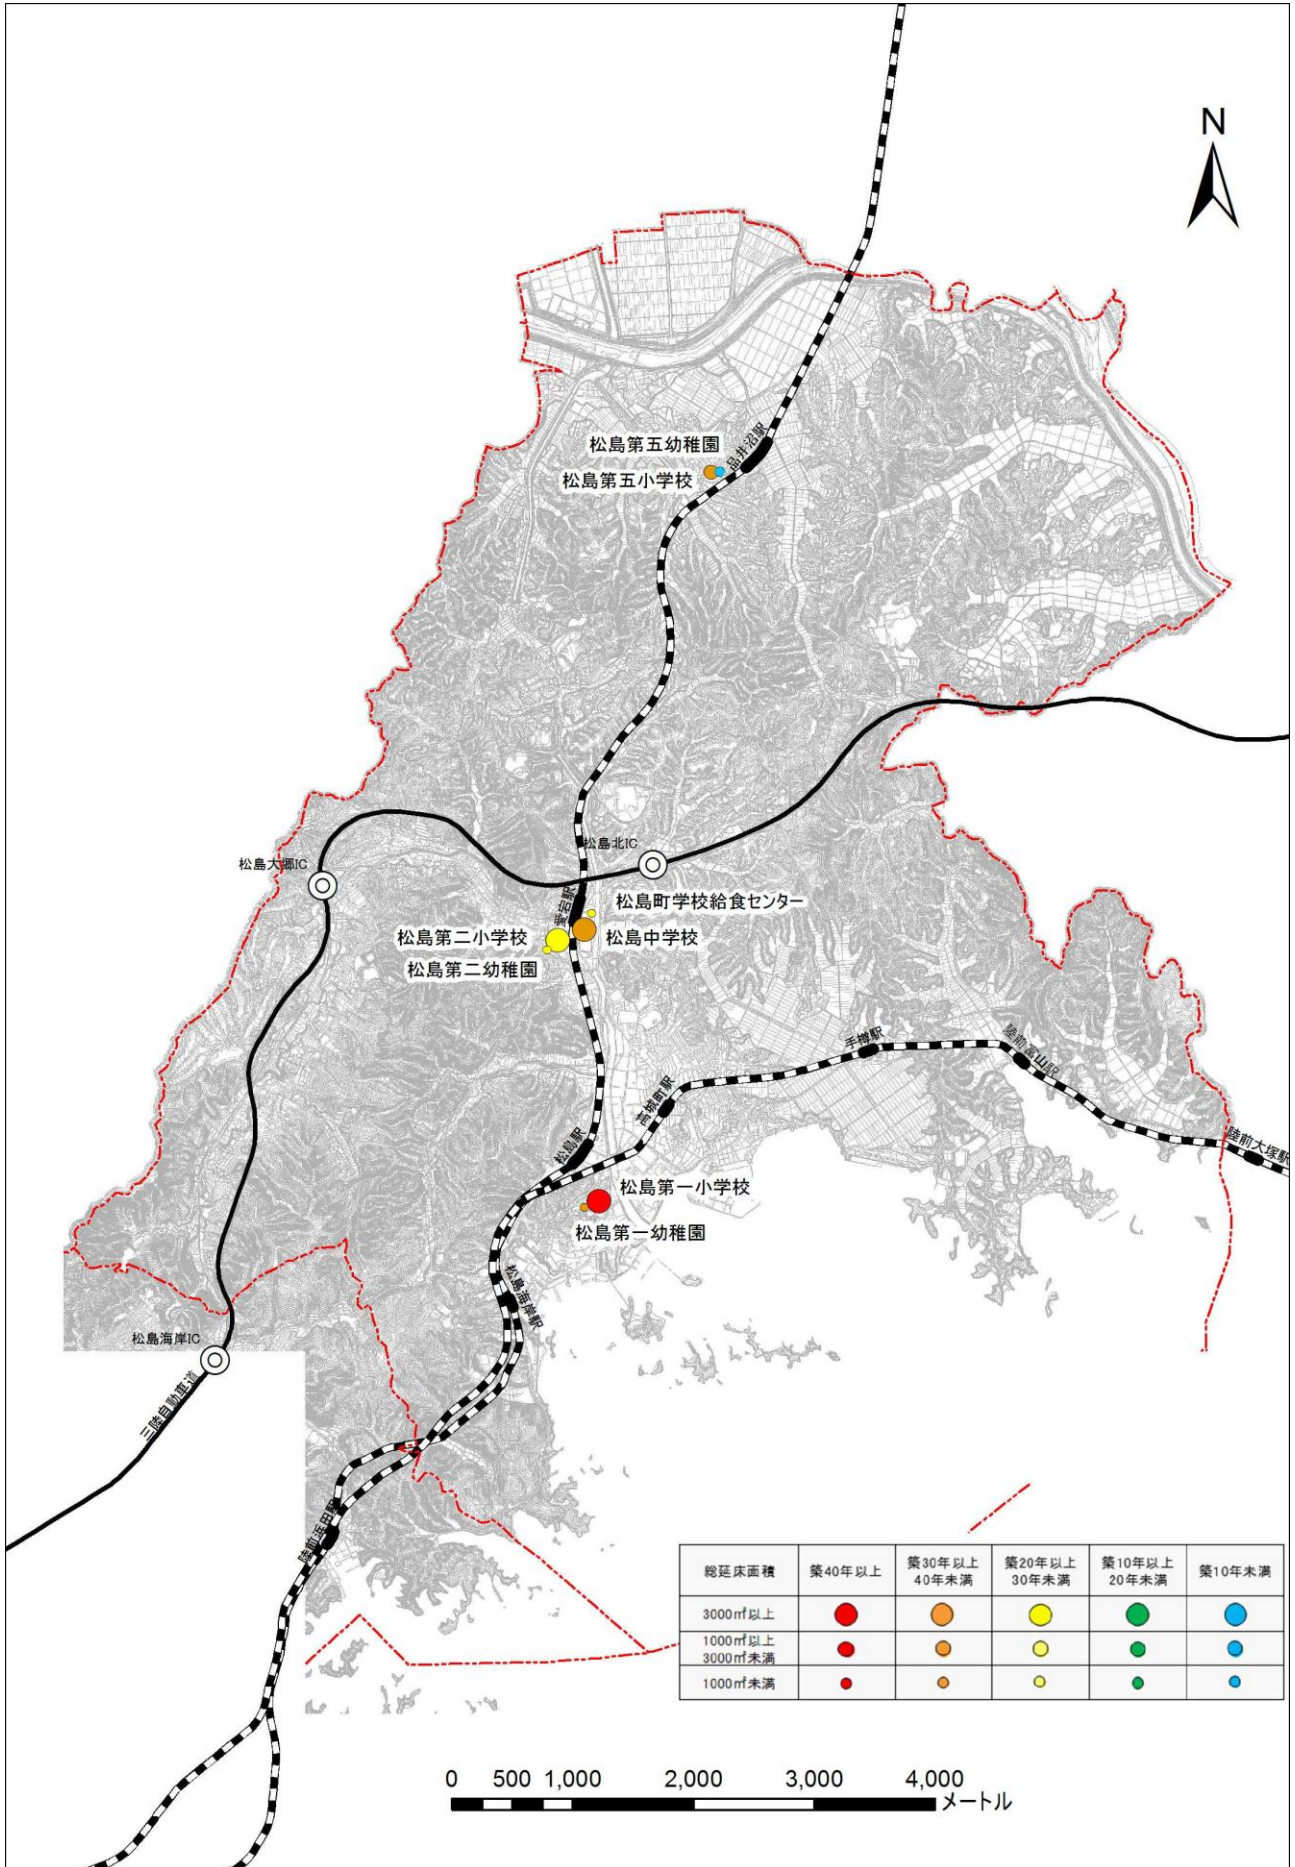 N
品井沼駅
松島第五幼稚園
松島第五小学校
松島北IC
松島大郷IC
愛宕駅
松島町学校給食センター
松島第二小学校
松島中学校
松島第二幼稚園
手樽駅
陸前富山駅
高城町駅
松島駅
陸前大塚駅
松島第一小学校
松島第一幼稚園
松島海岸駅
松島海岸IC
三陸自動車道
陸前浜田駅
総延床面積 築40年以上 築30年以上 築20年以上 築10年以上 築10年未満
40年未満 30年未満 20年未満
3000㎡以上
1000㎡以上
3000㎡未満
1000㎡未満
0 500 1,000 2,000 3,000 4,000
メートル